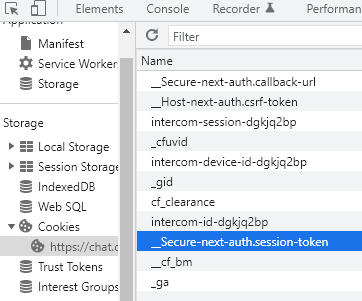 Elements
Console
Recorder
Performan
Application
Manifest
Service Workers
Storage
Storage
Local Storage
Session Storage
IndexedDB
Web SQL
Cookies
https://chat.
Trust Tokens
Interest Groups
Filter
Name
__Secure-next-auth.callback-url
__Host-next-auth.csrf-token
intercom-session-dgkjq2bp
_cfuvid
intercom-device-id-dgkjq2bp
_gid
cf_clearance
intercom-id-dgkjq2bp
__Secure-next-auth.session-token
__cf_bm
_ga